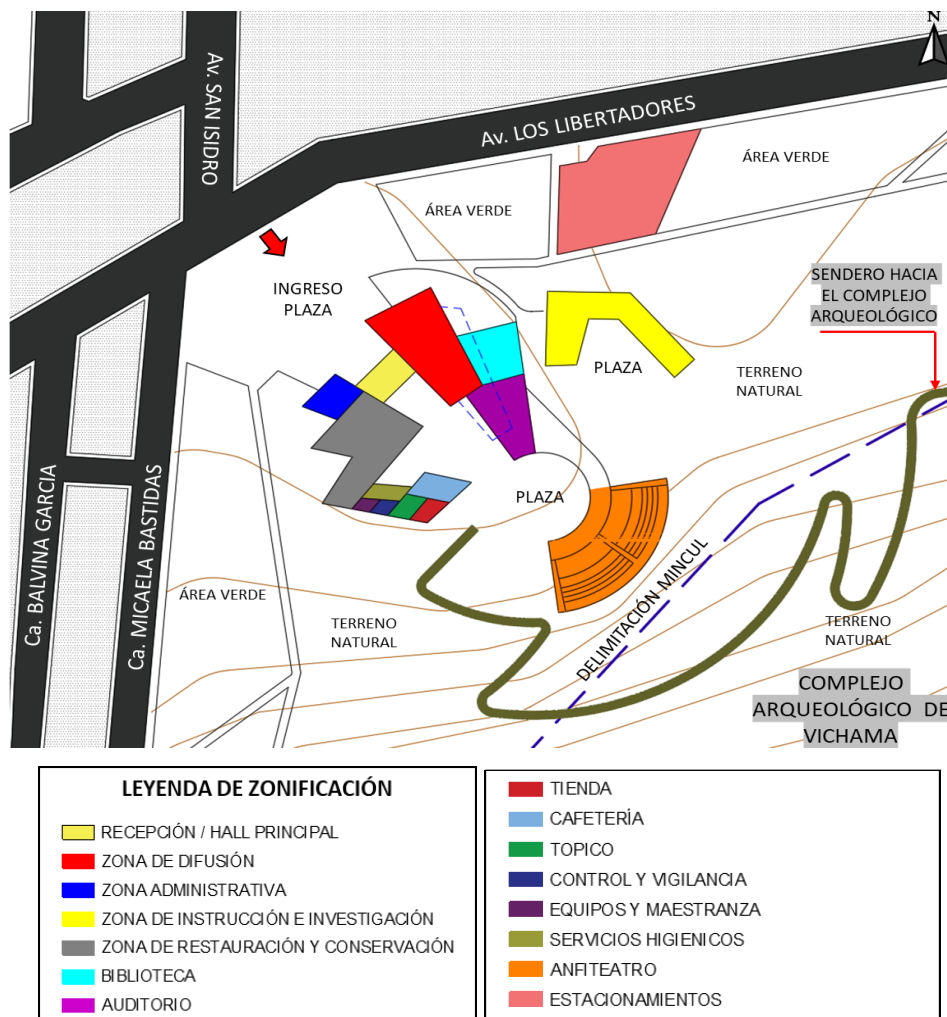 N
Av. SAN ISIDRO
Av. LOS LIBERTADORES
ÁREA VERDE
ÁREA VERDE
INGRESO
PLAZA
SENDERO HACIA
EL COMPLEJO
ARQUEOLÓGICO
PLAZA
TERRENO
NATURAL
PLAZA
Ca. BALVINA GARCIA
Ca. MICAELA BASTIDAS
ÁREA VERDE
TERRENO
NATURAL
DELIMITACIÓN MINCUL
TERRENO
NATURAL
COMPLEJO
ARQUEOLÓGICO DE
VICHAMA
LEYENDA DE ZONIFICACIÓN
RECEPCIÓN / HALL PRINCIPAL
ZONA DE DIFUSIÓN
ZONA ADMINISTRATIVA
ZONA DE INSTRUCCIÓN E INVESTIGACIÓN
ZONA DE RESTAURACIÓN Y CONSERVACIÓN
BIBLIOTECA
AUDITORIO
TIENDA
CAFETERÍA
TOPICO
CONTROL Y VIGILANCIA
EQUIPOS Y MAESTRANZA
SERVICIOS HIGIENICOS
ANFITEATRO
ESTACIONAMIENTOS